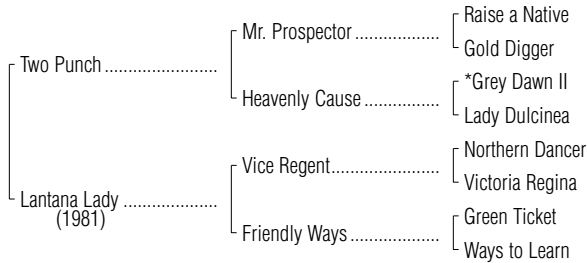 Raise a Native
Mr. Prospector ..................
Gold Digger
Two Punch ........................
*Grey Dawn II
Heavenly Cause ................
Lady Dulcinea
Northern Dancer
Vice Regent.......................
Victoria Regina
Lantana Lady ....................
(1981)
Green Ticket
Friendly Ways ...................
Ways to Learn